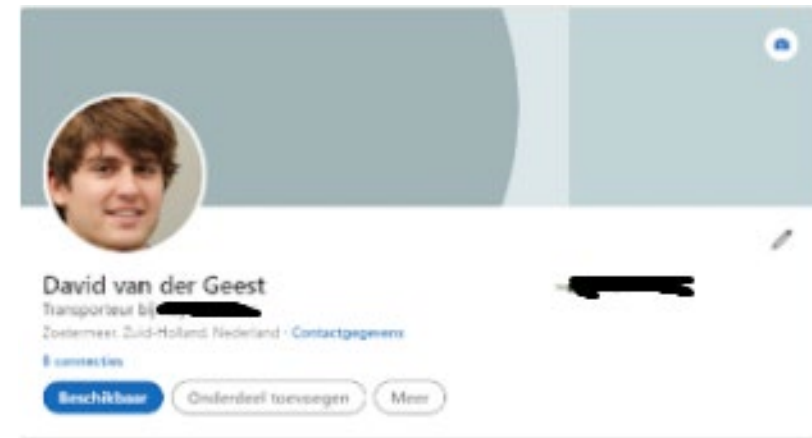 David van der Geest
Transporteur bij
Zoetermeer, Zuid-Holland, Nederland · Contactgegevens
8 connecties
Beschikbaar
Onderdeel toevoegen
Meer